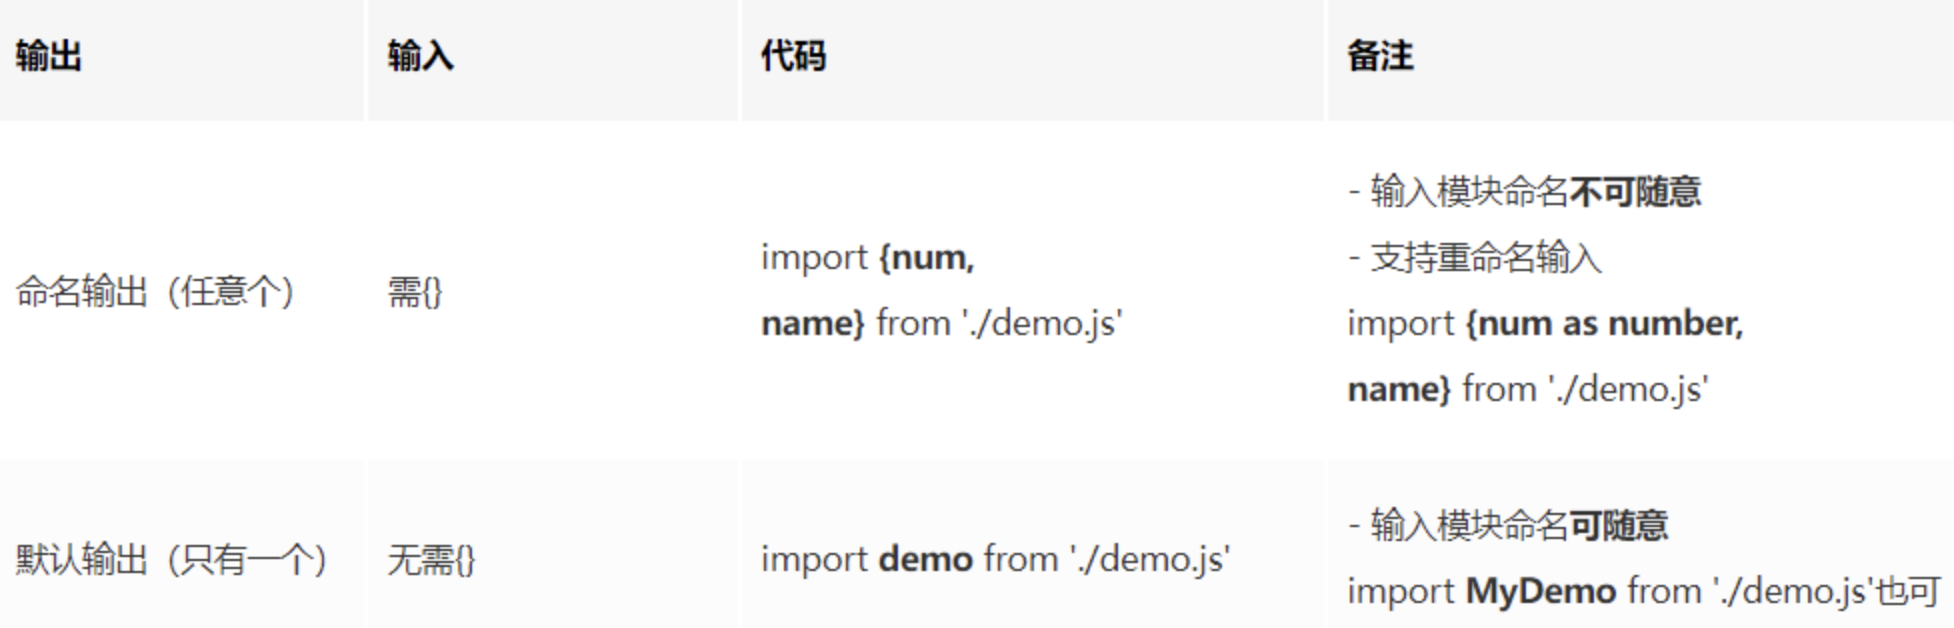 输出
输入
代码
备注
命名输出（任意个）
需{}
import {num,
name} from './demo.js'
- 输入模块命名不可随意
- 支持重命名输入
import {num as number,
name} from './demo.js'
默认输出（只有一个）
无需{}
import demo from './demo.js'
- 输入模块命名可随意
import MyDemo from './demo.js'也可